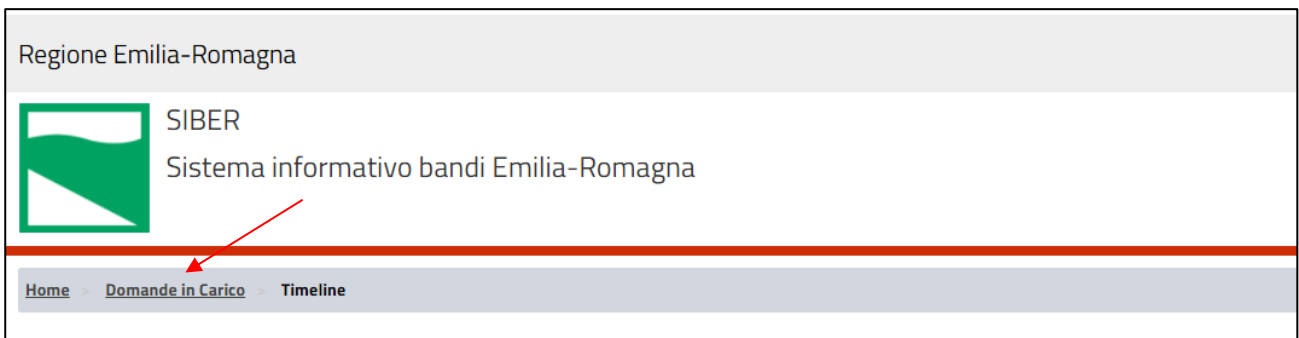 Regione Emilia-Romagna
SIBER
Sistema informativo bandi Emilia-Romagna
Home > Domande in Carico > Timeline